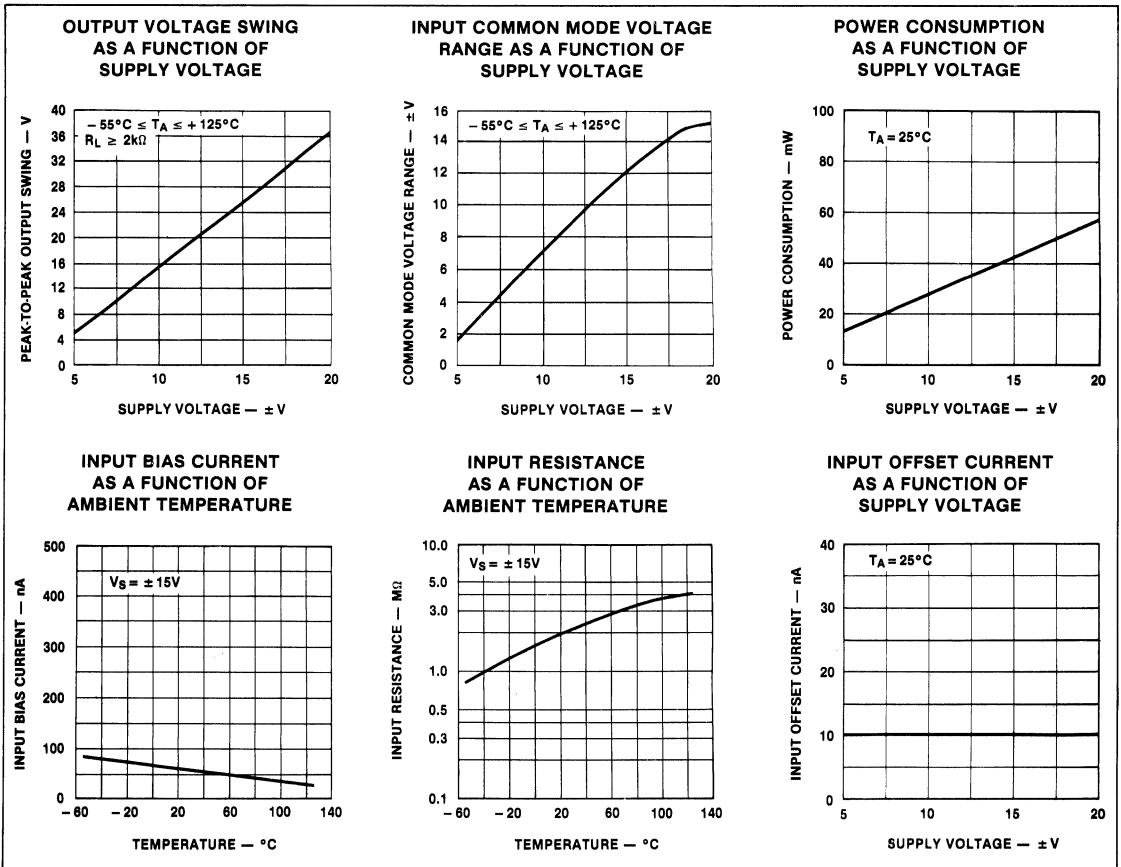 OUTPUT VOLTAGE SWING
AS A FUNCTION OF
SUPPLY VOLTAGE
PEAK-TO-PEAK OUTPUT SWING — V
40
36
32
28
24
20
16
12
8
4
0
–55°C ≤ TA ≤ +125°C
RL ≥ 2kΩ
5 10 15 20
SUPPLY VOLTAGE — ± V
INPUT COMMON MODE VOLTAGE
RANGE AS A FUNCTION OF
SUPPLY VOLTAGE
COMMON MODE VOLTAGE RANGE — ± V
16
14
12
10
8
6
4
2
0
–55°C ≤ TA ≤ +125°C
5 10 15 20
SUPPLY VOLTAGE — ± V
POWER CONSUMPTION
AS A FUNCTION OF
SUPPLY VOLTAGE
POWER CONSUMPTION — mW
100
80
60
40
20
0
TA = 25°C
5 10 15 20
SUPPLY VOLTAGE — ± V
INPUT BIAS CURRENT
AS A FUNCTION OF
AMBIENT TEMPERATURE
INPUT BIAS CURRENT — nA
500
400
300
200
100
0
VS = ± 15V
–60 –20 20 60 100 140
TEMPERATURE — °C
INPUT RESISTANCE
AS A FUNCTION OF
AMBIENT TEMPERATURE
INPUT RESISTANCE — MΩ
10.0
5.0
3.0
1.0
0.5
0.3
0.1
VS = ± 15V
–60 –20 20 60 100 140
TEMPERATURE — °C
INPUT OFFSET CURRENT
AS A FUNCTION OF
SUPPLY VOLTAGE
INPUT OFFSET CURRENT — nA
40
30
20
10
0
TA = 25°C
5 10 15 20
SUPPLY VOLTAGE — ± V